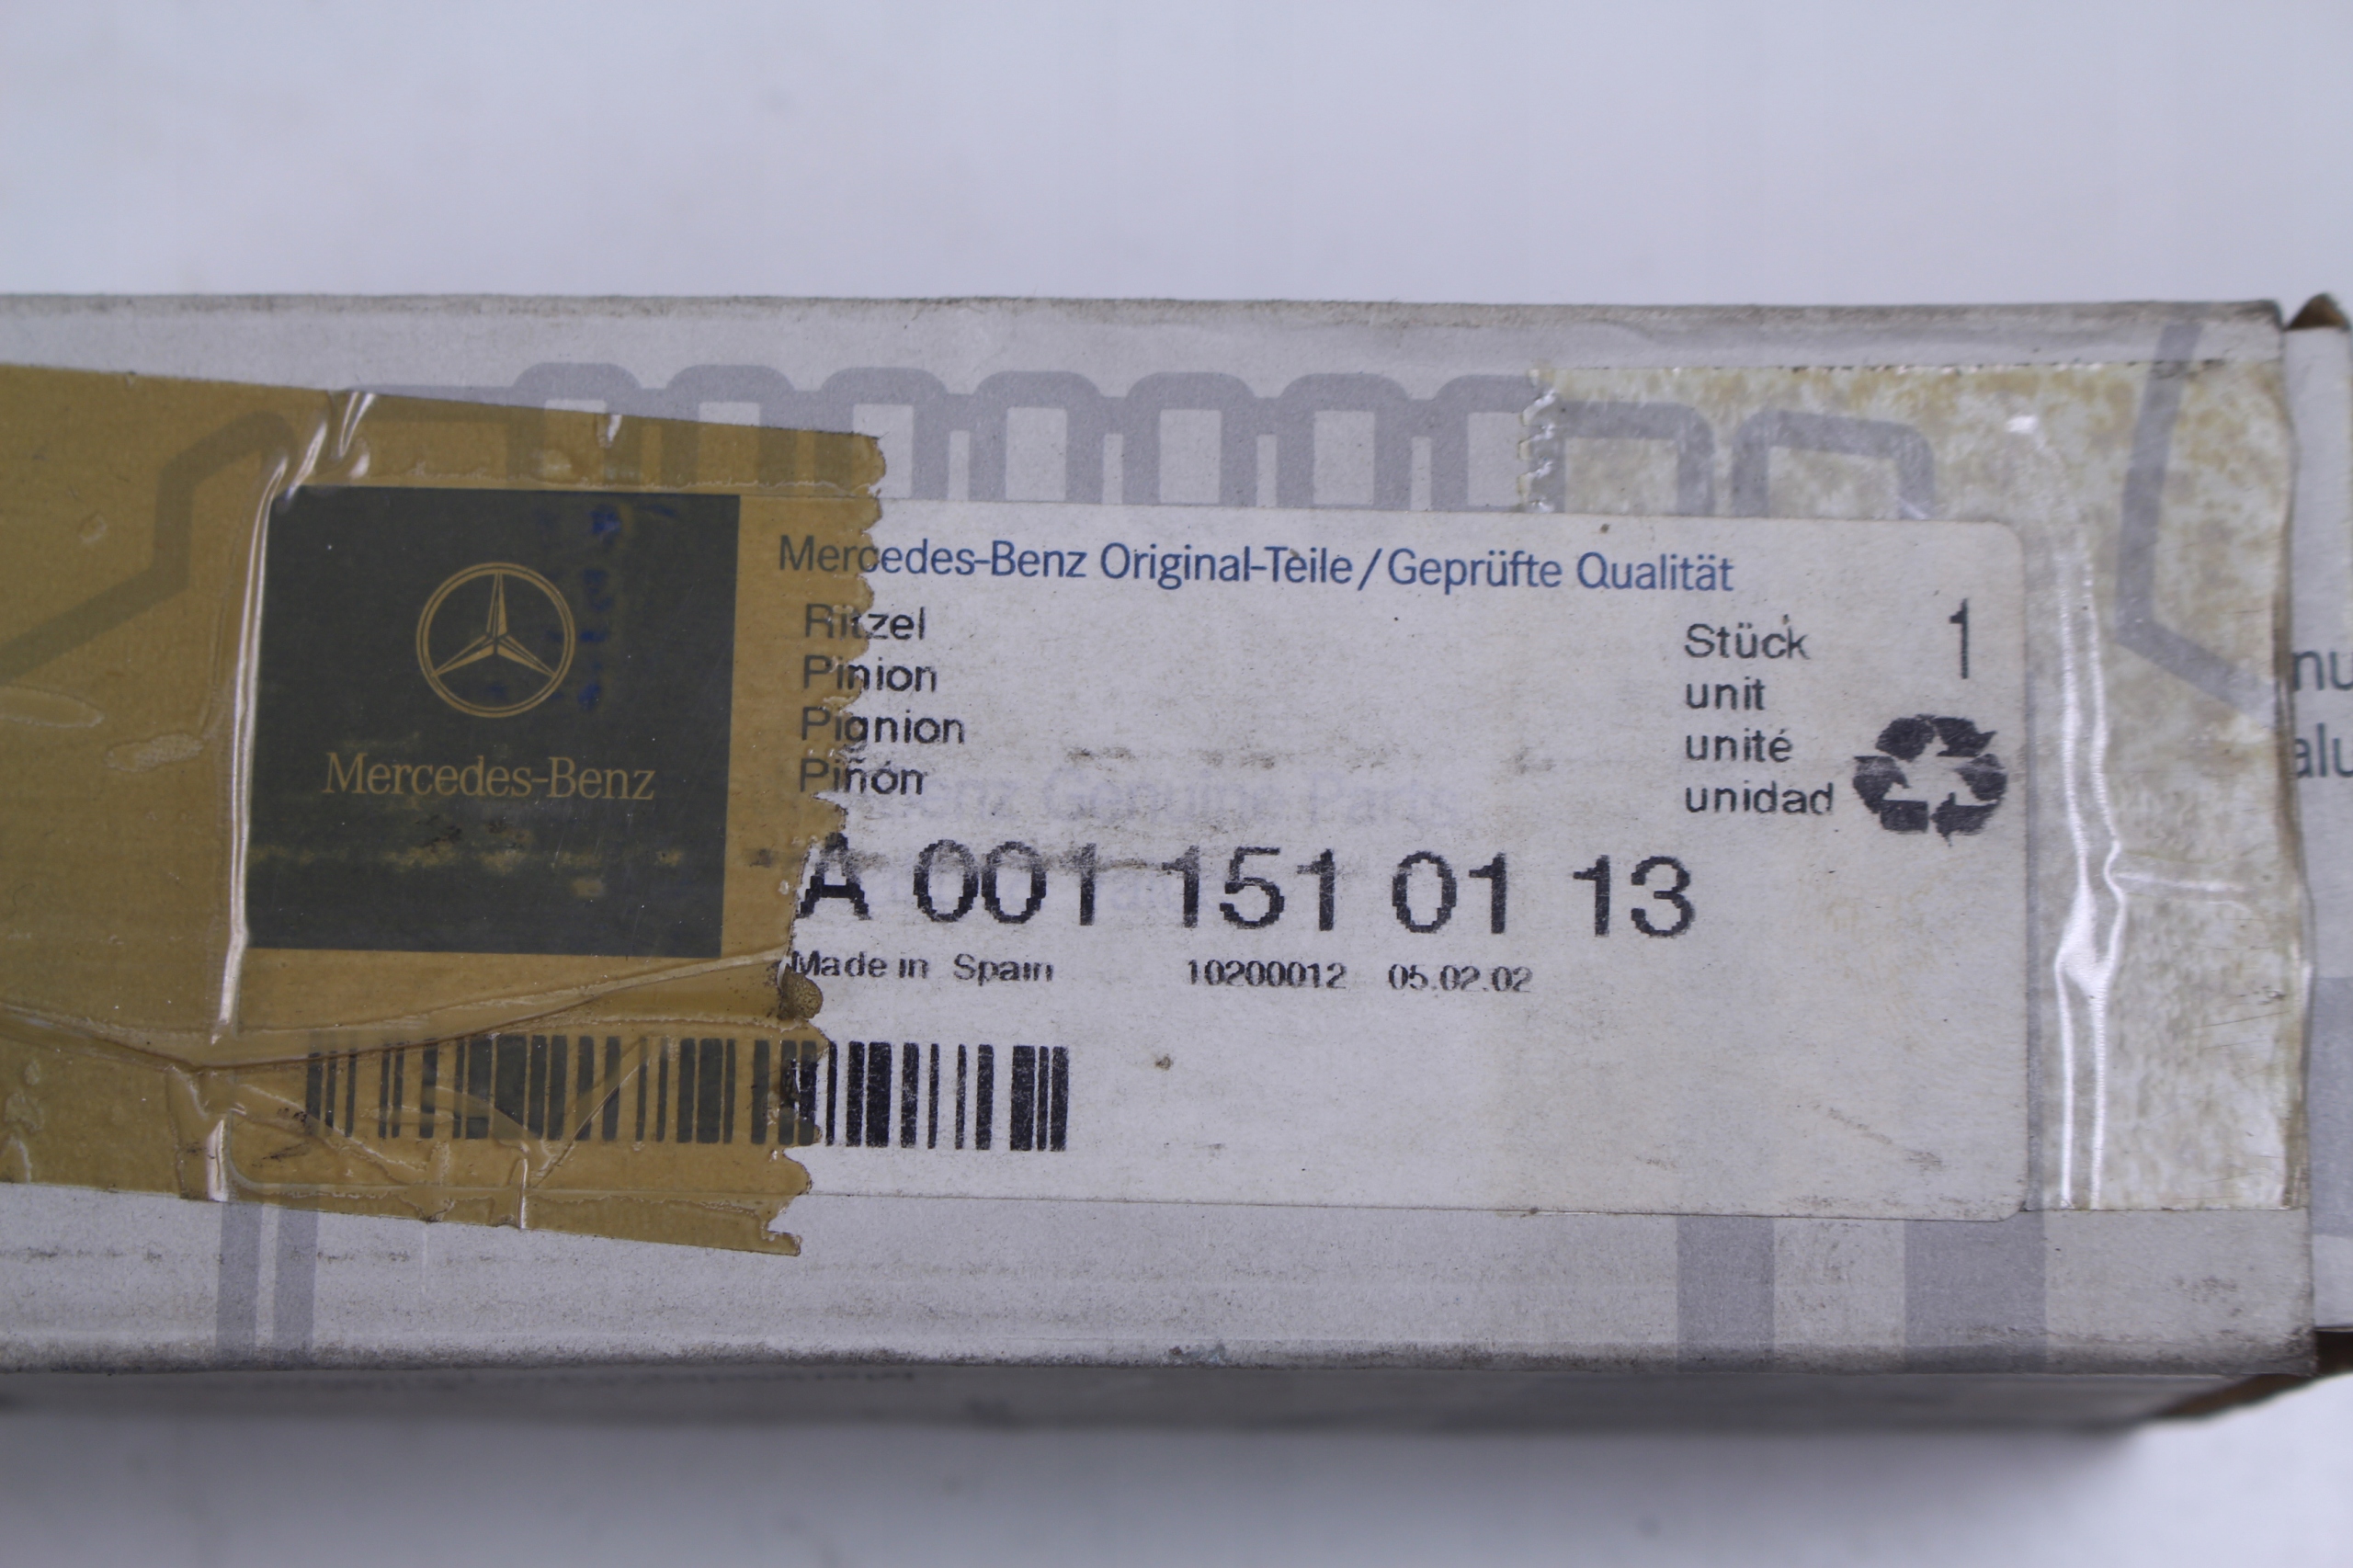 Mercedes-Benz
Mercedes-Benz Original-Teile/Geprüfte Qualität
Ritzel
Pinion
Pignion
Piñón
Stück 1
unit
unité
unidad
A 001 151 01 13
Made in Spain 10200012 05.02.02